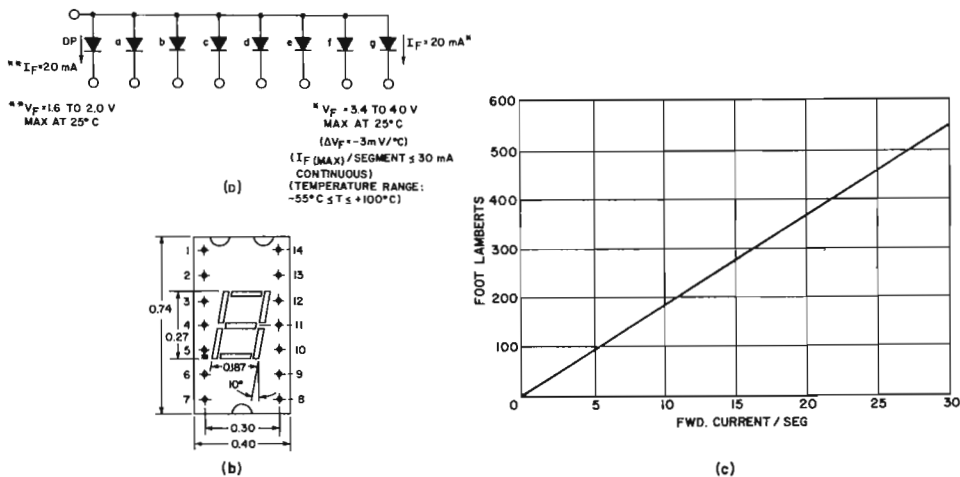 DP a b c d e f g
I_F=20 mA*
**I_F=20 mA
**V_F=1.6 TO 2.0 V
MAX AT 25°C
*V_F = 3.4 TO 4.0 V
MAX AT 25°C
(ΔV_F=-3mV/°C)
(I_F(MAX)/SEGMENT ≤ 30 mA
CONTINUOUS)
(TEMPERATURE RANGE:
-55°C ≤ T ≤ +100°C)
(a)
1 14
2 13
3 12
4 11
5 10
6 9
7 8
0.74
0.27
0.187
10°
0.30
0.40
(b)
600
500
400
300
200
100
0 5 10 15 20 25 30
FOOT LAMBERTS
FWD. CURRENT / SEG
(c)